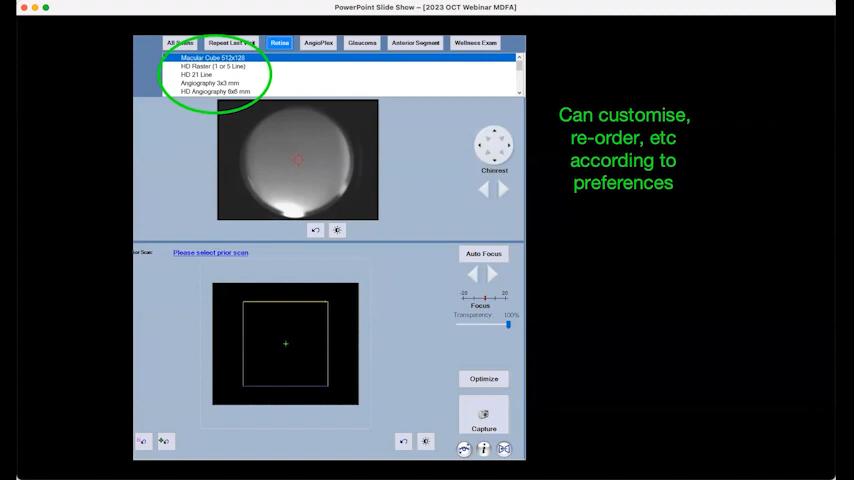 PowerPoint Slide Show – [2023 OCT Webinar MDFA]
All Scans
Repeat Last Visit
Retina
AngioPlex
Glaucoma
Anterior Segment
Wellness Exam
Macular Cube 512x128
HD Raster (1 or 5 Line)
HD 21 Line
Angiography 3x3 mm
HD Angiography 6x6 mm
Can customise,
re-order, etc
according to
preferences
Chinrest
Scan:
Please select prior scan
Auto Focus
-20 20
Focus
Transparency: 100%
Optimize
Capture